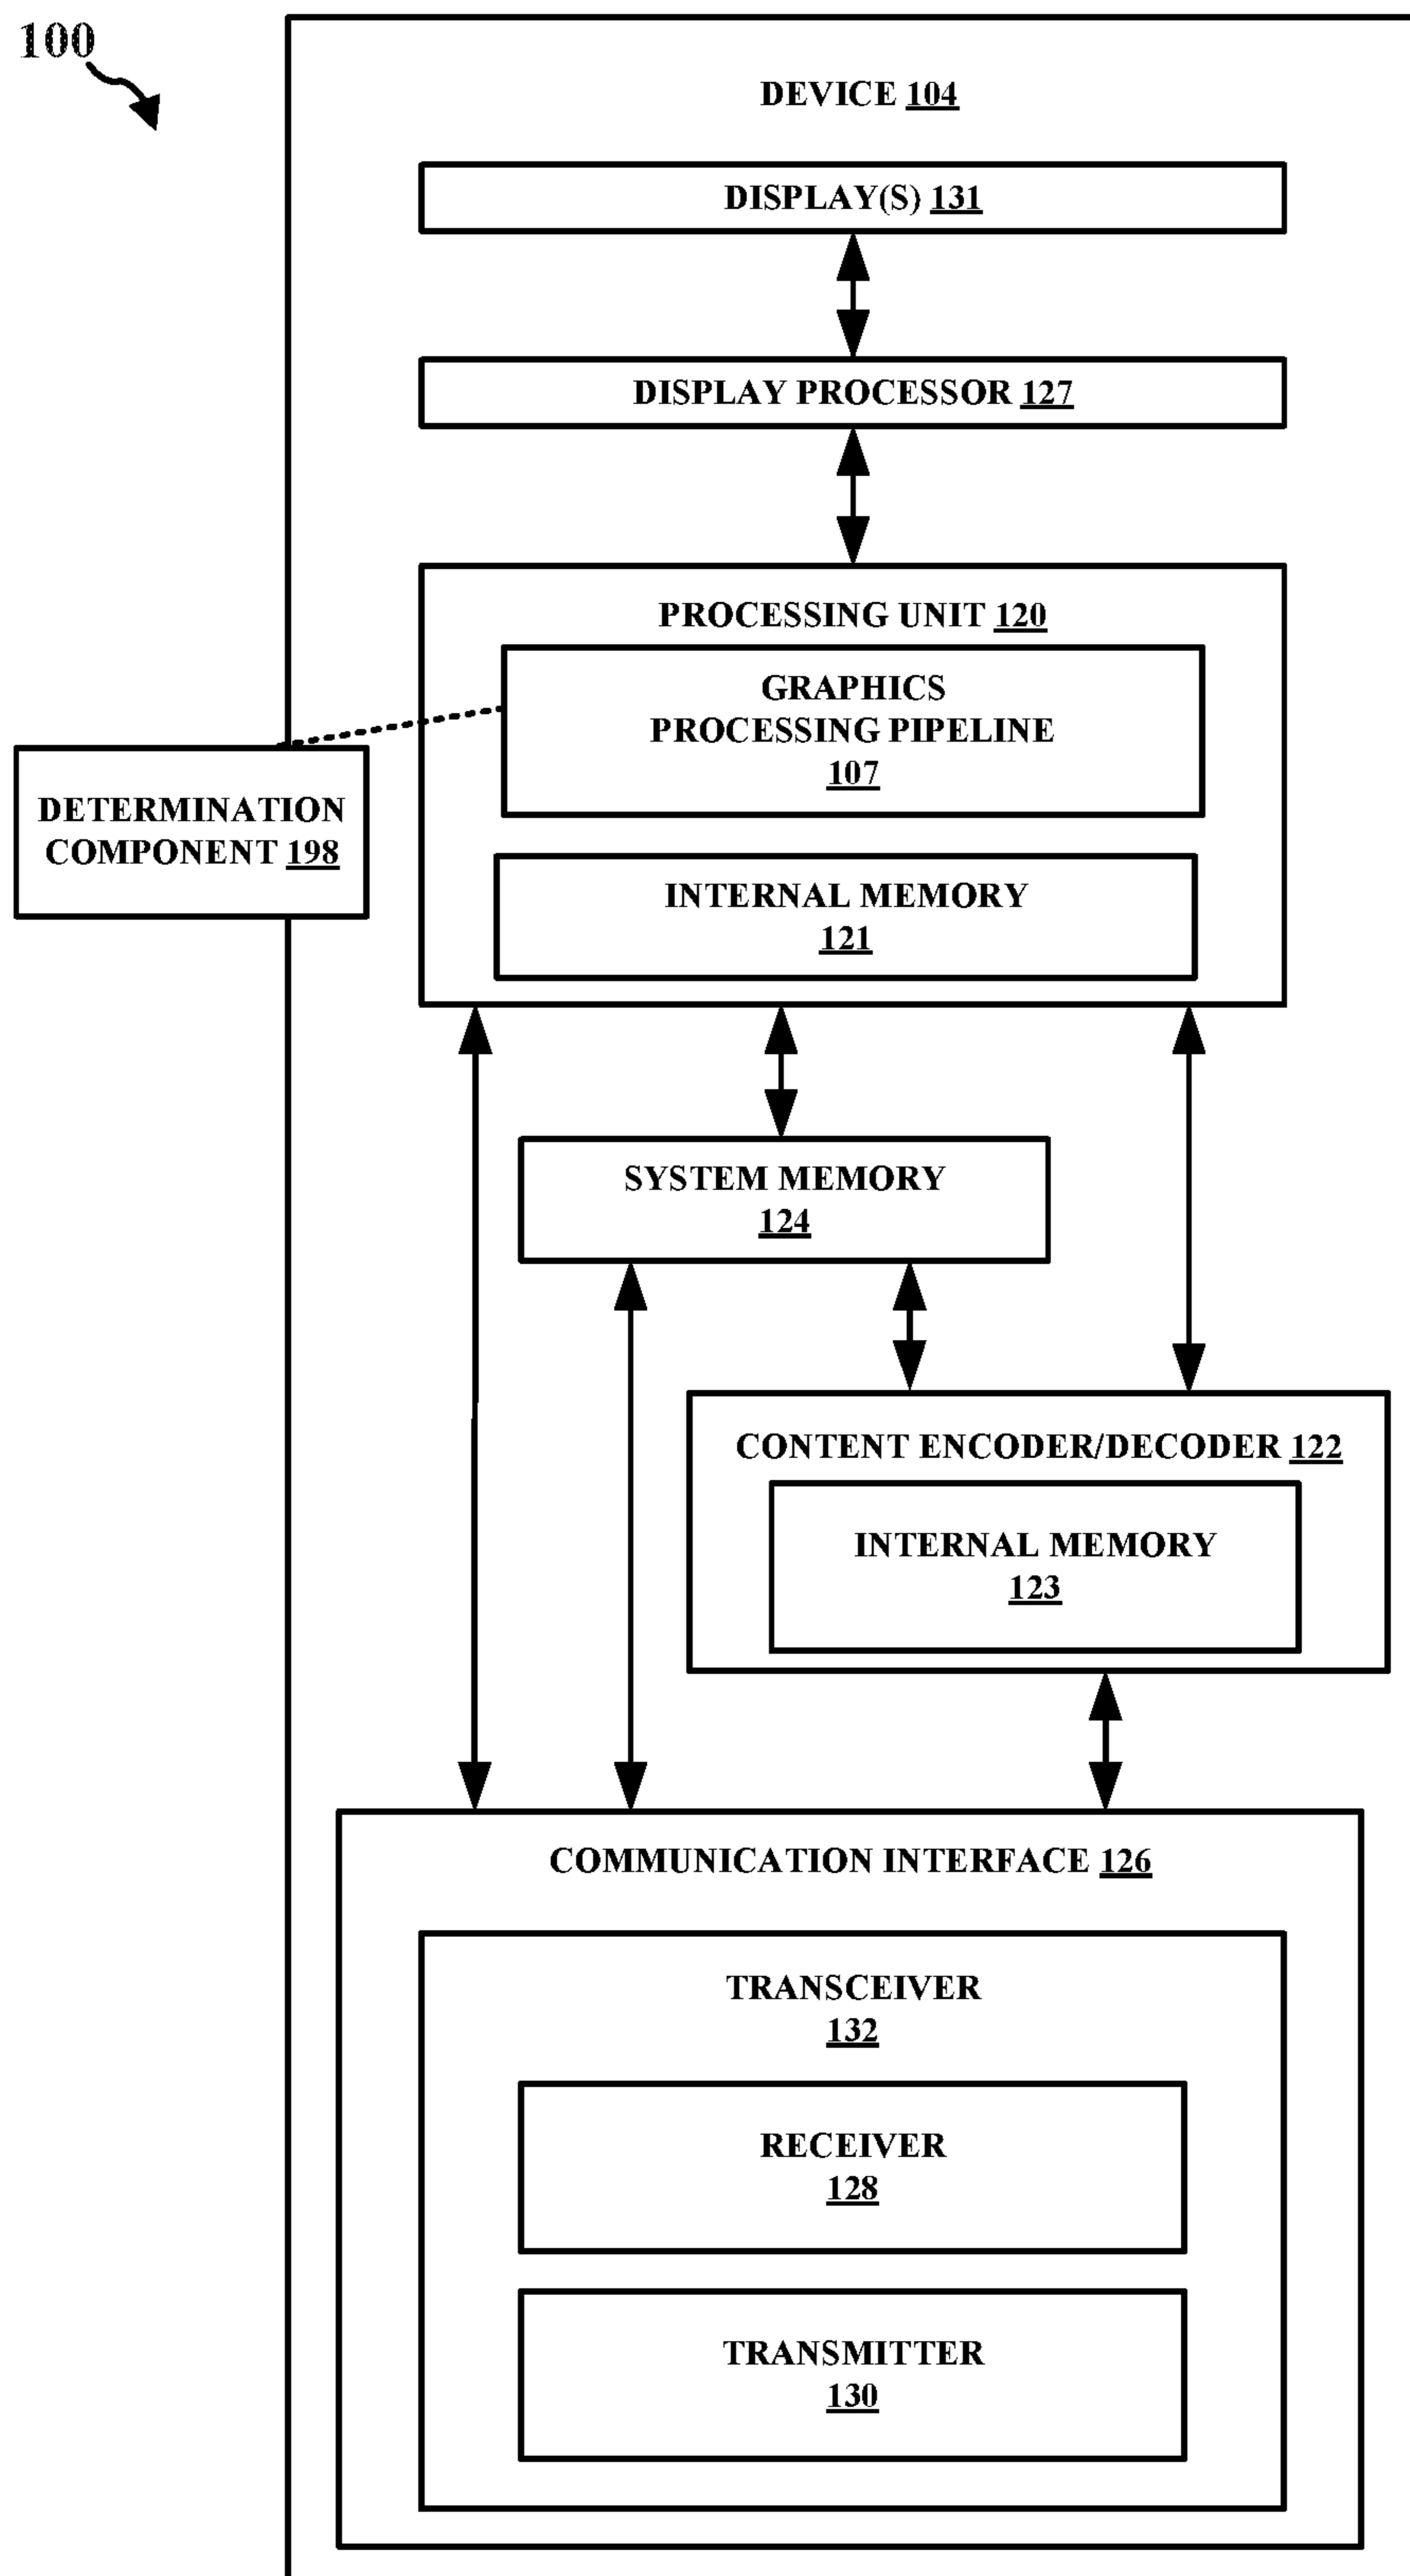 100
DEVICE 104
DISPLAY(S) 131
DISPLAY PROCESSOR 127
PROCESSING UNIT 120
GRAPHICS
PROCESSING PIPELINE
107
DETERMINATION
COMPONENT 198
INTERNAL MEMORY
121
SYSTEM MEMORY
124
CONTENT ENCODER/DECODER 122
INTERNAL MEMORY
123
COMMUNICATION INTERFACE 126
TRANSCEIVER
132
RECEIVER
128
TRANSMITTER
130